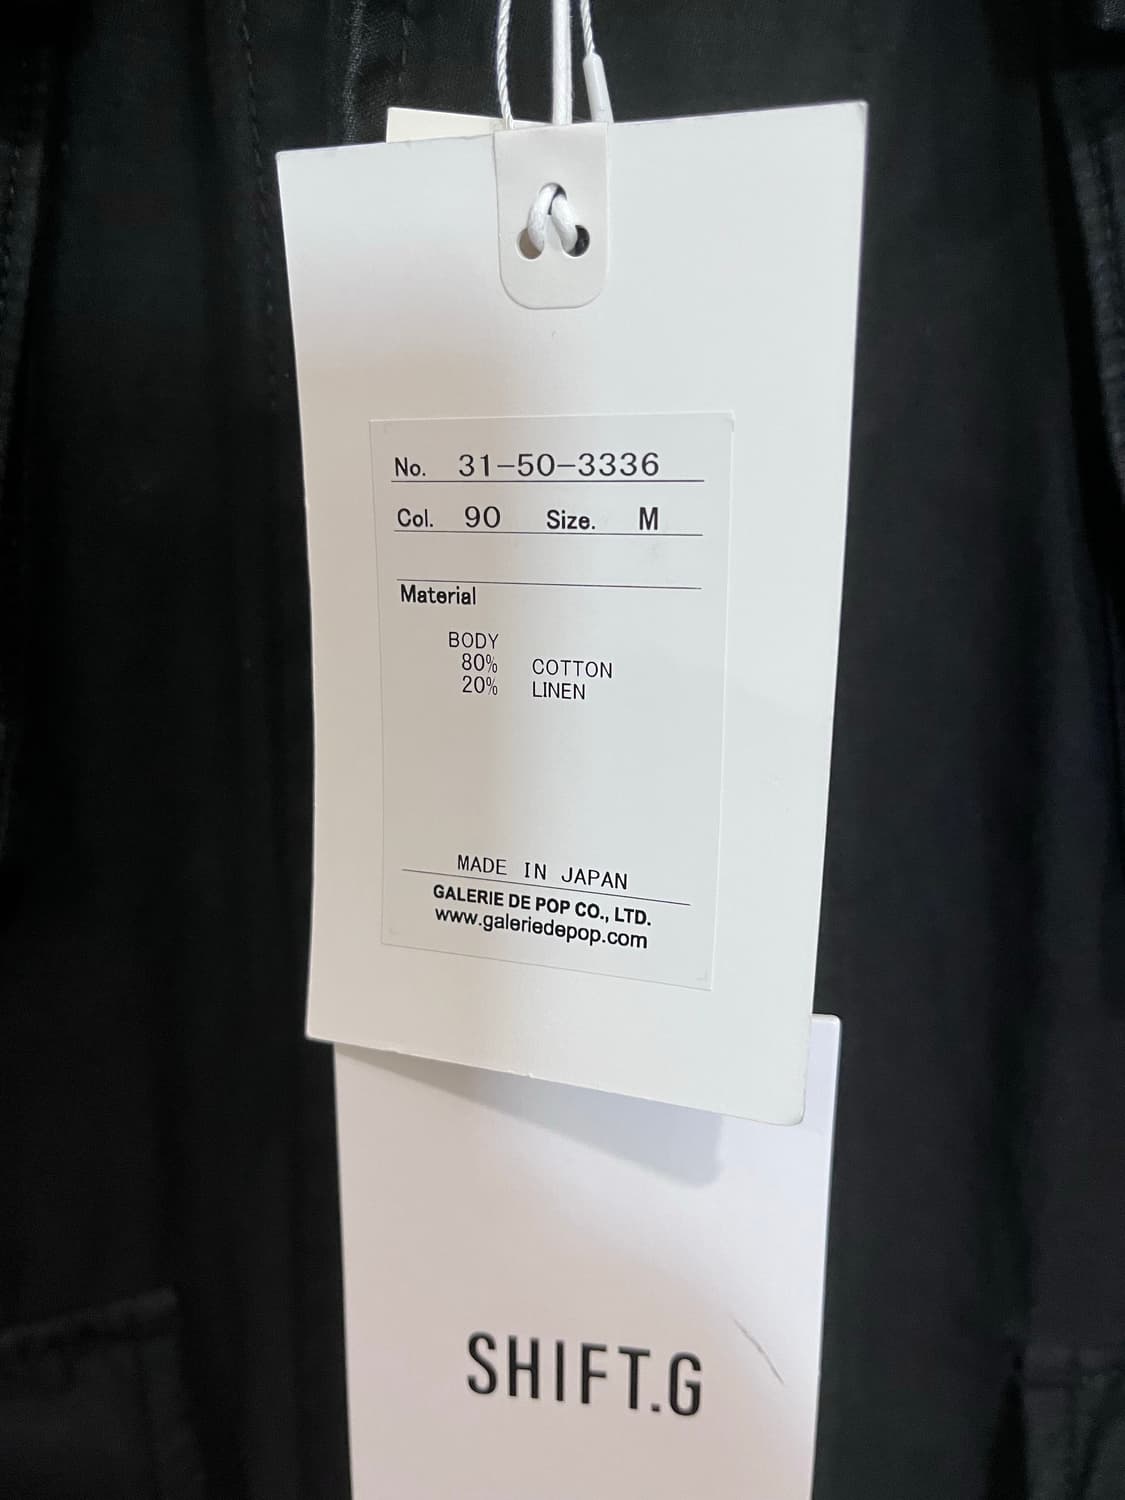 No. 31-50-3336
Col. 90 Size. M
Material
BODY
80% COTTON
20% LINEN
MADE IN JAPAN
GALERIE DE POP CO., LTD.
www.galeriedepop.com
SHIFT.G